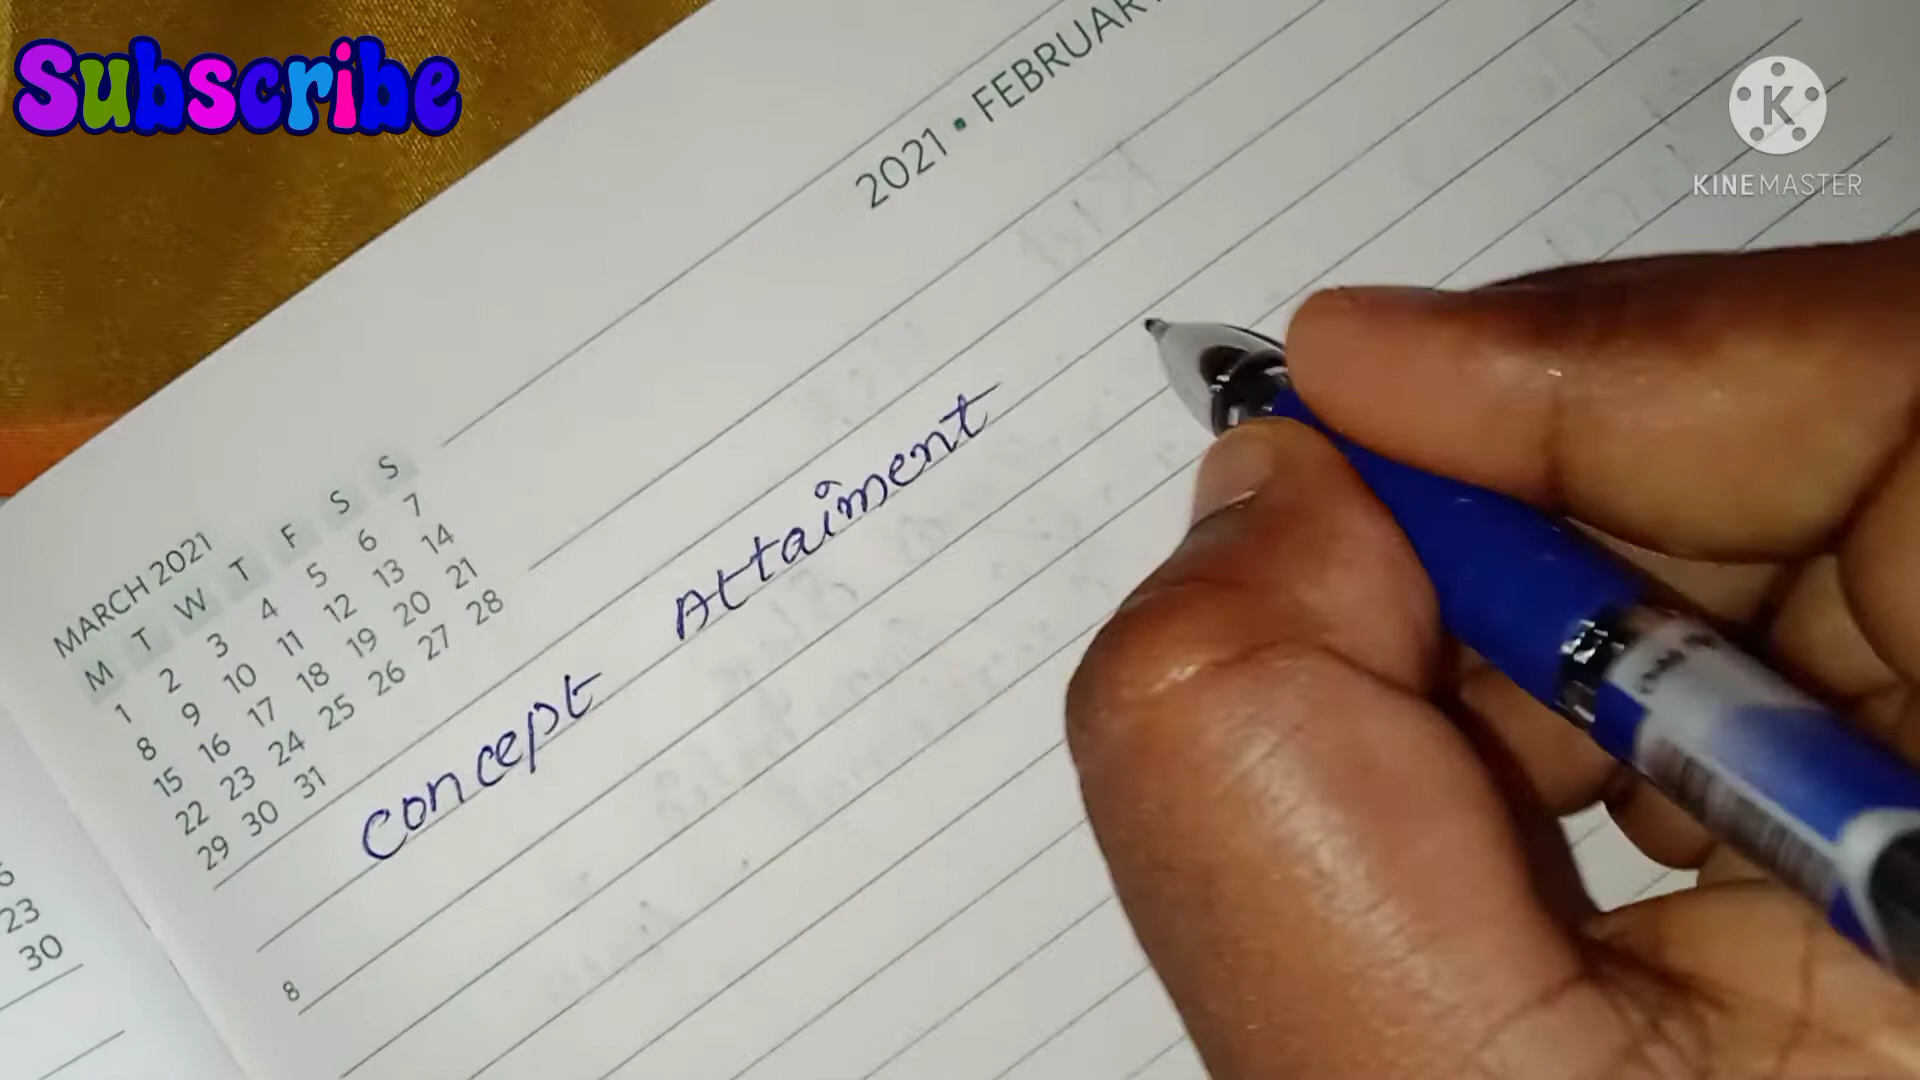 Subscribe
KINEMASTER
2021 • FEBRUARY
MARCH 2021
M T W T F S S
1 2 3 4 5 6 7
8 9 10 11 12 13 14
15 16 17 18 19 20 21
22 23 24 25 26 27 28
29 30 31
concept Attaiment
8
23
30